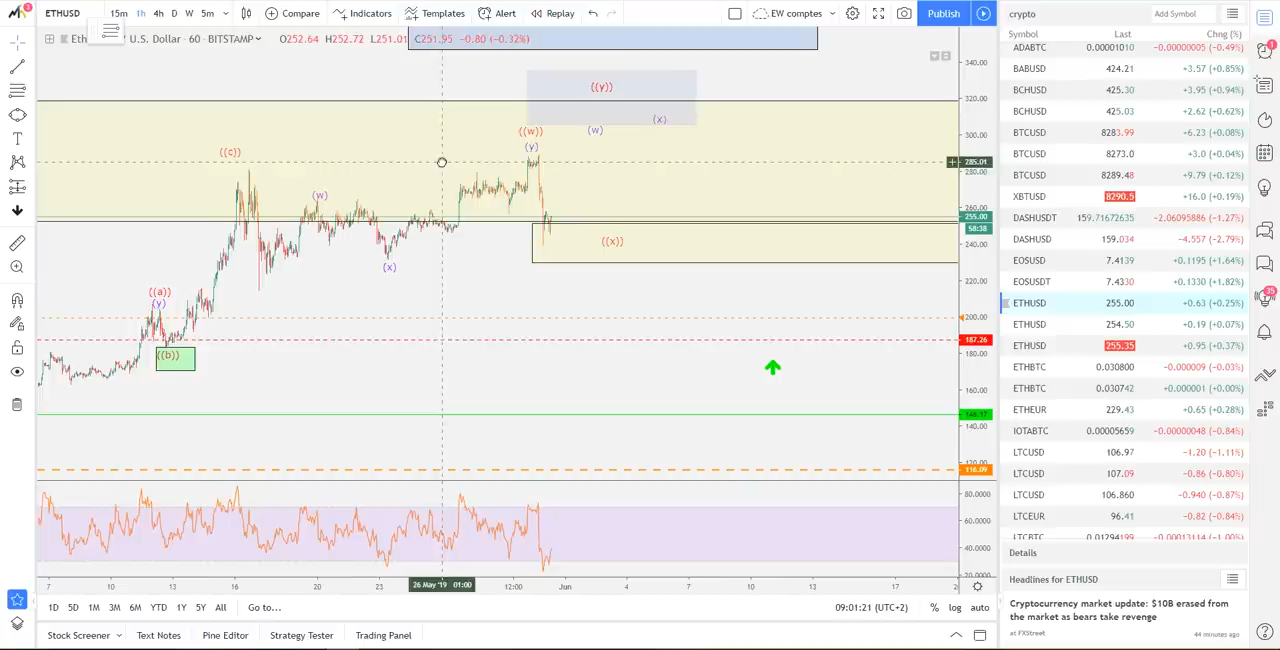 ETHUSD 15m 1h 4h D W 5m Compare Indicators Templates Alert Replay EW comptes Publish
crypto Add Symbol
U.S. Dollar · 60 · BITSTAMP O252.64 H252.72 L251.01 C251.95 −0.80 (−0.32%)
Symbol Last Chng (%)
ADABTC 0.00001010 −0.00000005 (−0.49%)
BABUSD 424.21 +3.57 (+0.85%)
BCHUSD 425.30 +3.95 (+0.94%)
BCHUSD 425.03 +2.62 (+0.62%)
BTCUSD 8283.99 +6.23 (+0.08%)
BTCUSD 8273.0 +3.0 (+0.04%)
BTCUSD 8289.48 +9.79 (+0.12%)
XBTUSD 8290.5 +16.0 (+0.19%)
DASHUSDT 159.71672635 −2.06095886 (−1.27%)
DASHUSD 159.034 −4.557 (−2.79%)
EOSUSD 7.4139 +0.1195 (+1.64%)
EOSUSDT 7.4330 +0.1330 (+1.82%)
ETHUSD 255.00 +0.63 (+0.25%)
ETHUSD 254.50 +0.19 (+0.07%)
ETHUSD 255.35 +0.95 (+0.37%)
ETHBTC 0.030800 −0.000009 (−0.03%)
ETHBTC 0.030742 +0.000001 (+0.00%)
ETHEUR 229.43 +0.65 (+0.28%)
IOTABTC 0.00005659 −0.00000048 (−0.84%)
LTCUSD 106.97 −1.20 (−1.11%)
LTCUSD 107.09 −0.86 (−0.80%)
LTCUSD 106.860 −0.940 (−0.87%)
LTCEUR 96.41 −0.82 (−0.84%)
LTCBTC 0.01294199 −0.00013114 (−1.00%)
Details
Headlines for ETHUSD
Cryptocurrency market update: $10B erased from
the market as bears take revenge
at FXStreet 44 minutes ago
((y))
(x)
((w)) (w)
(y)
((c))
(w)
((x))
(x)
((a))
(y)
((b))
340.00
320.00
300.00
285.01
280.00
260.00
255.00
58:38
240.00
220.00
200.00
187.26
180.00
160.00
146.17
140.00
116.09
80.0000
60.0000
40.0000
20.0000
7 10 13 16 20 23 26 May '19 01:00 12:00 Jun 4 7 10 13 17
1D 5D 1M 3M 6M YTD 1Y 5Y All Go to... 09:01:21 (UTC+2) % log auto
Stock Screener Text Notes Pine Editor Strategy Tester Trading Panel